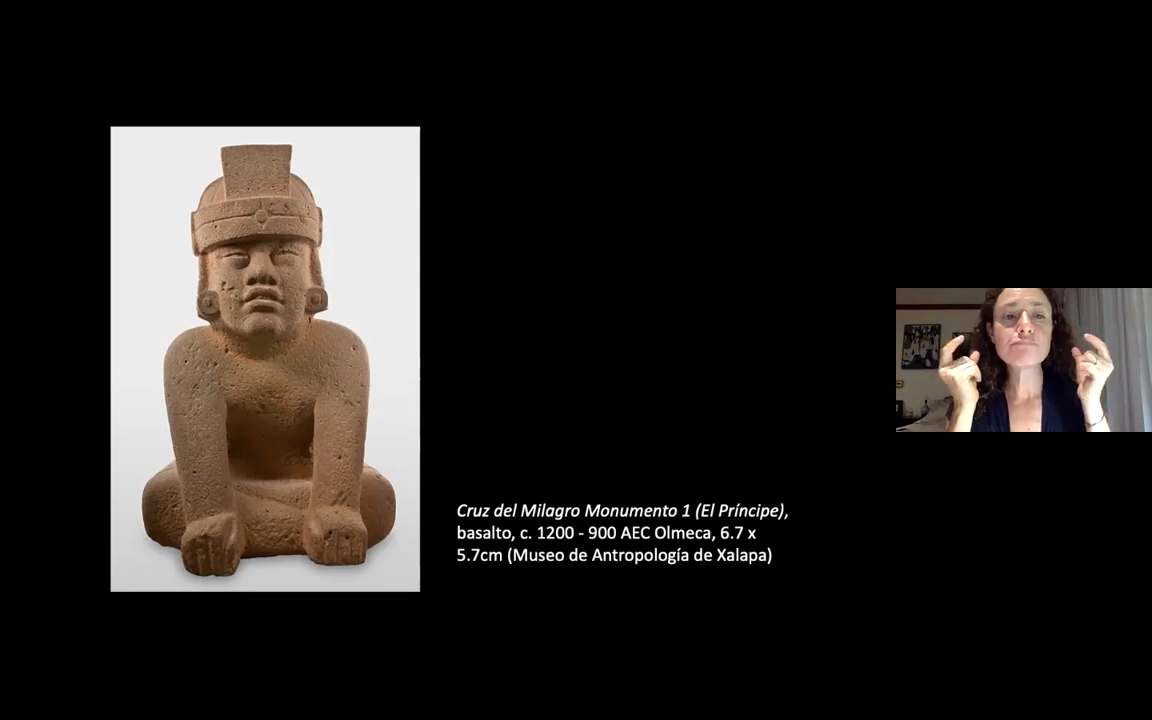 Cruz del Milagro Monumento 1 (El Príncipe),
basalto, c. 1200 - 900 AEC Olmeca, 6.7 x
5.7cm (Museo de Antropología de Xalapa)